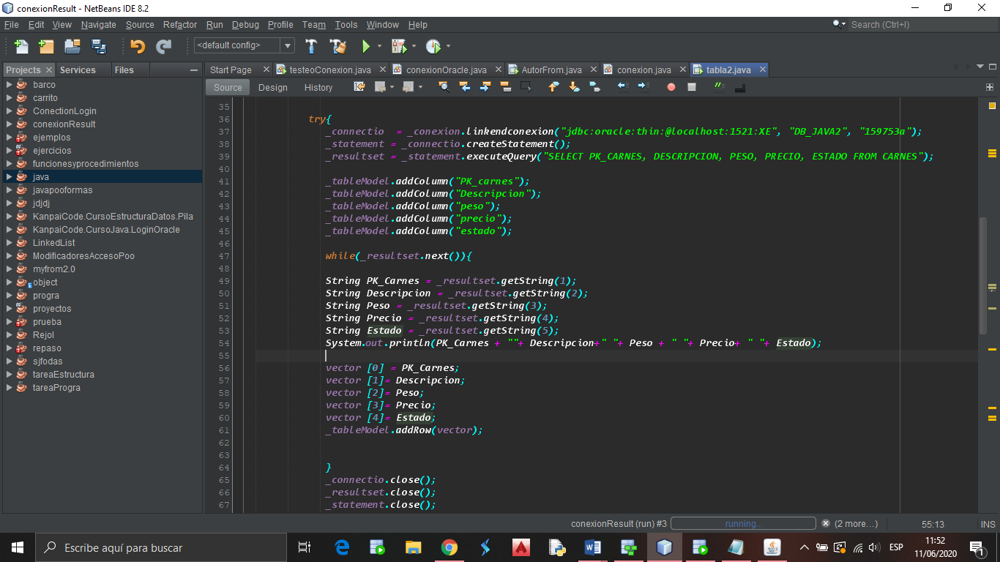 conexionResult - NetBeans IDE 8.2
File Edit View Navigate Source Refactor Run Debug Profile Team Tools Window Help
Search (Ctrl+I)
<default config>
Projects Services Files
Start Page testeoConexion.java conexionOracle.java AutorFrom.java conexion.java tabla2.java
Source Design History
barco
carrito
ConectionLogin
conexionResult
ejemplos
ejercicios
funcionesyprocedimientos
java
javapooformas
jdjdj
KanpaiCode.CursoEstructuraDatos.Pila
KanpaiCode.CursoJava.LoginOracle
LinkedList
ModificadoresAccesoPoo
myfrom2.0
object
progra
proyectos
prueba
Rejol
repaso
sjfodas
tareaEstructura
tareaProgra
35
36 try{
37 _connectio  = _conexion.linkendconexion("jdbc:oracle:thin:@localhost:1521:XE", "DB_JAVA2", "159753a");
38 _statement = _connectio.createStatement();
39 _resultset = _statement.executeQuery("SELECT PK_CARNES, DESCRIPCION, PESO, PRECIO, ESTADO FROM CARNES");
40
41 _tableModel.addColumn("PK_carnes");
42 _tableModel.addColumn("Descripcion");
43 _tableModel.addColumn("peso");
44 _tableModel.addColumn("precio");
45 _tableModel.addColumn("estado");
46
47 while(_resultset.next()){
48
49 String PK_Carnes = _resultset.getString(1);
50 String Descripcion = _resultset.getString(2);
51 String Peso = _resultset.getString(3);
52 String Precio = _resultset.getString(4);
53 String Estado = _resultset.getString(5);
54 System.out.println(PK_Carnes + ""+ Descripcion+" "+ Peso + " "+ Precio+ " "+ Estado);
55
56 vector [0] = PK_Carnes;
57 vector [1]= Descripcion;
58 vector [2]= Peso;
59 vector [3]= Precio;
60 vector [4]= Estado;
61 _tableModel.addRow(vector);
62
63
64 }
65 _connectio.close();
66 _resultset.close();
67 _statement.close();
conexionResult (run) #3 running... (2 more...) 55:13 INS
Escribe aquí para buscar
ESP
11:52
11/06/2020
1